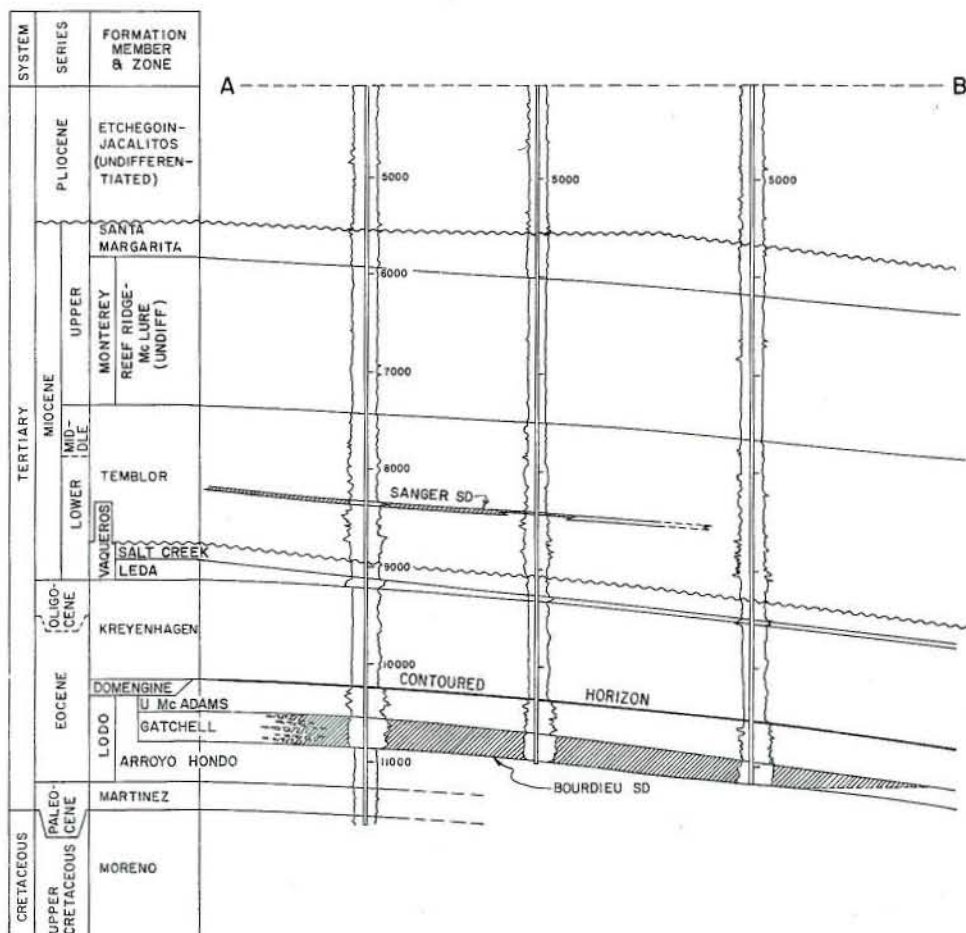 SYSTEM
SERIES
FORMATION
MEMBER
& ZONE
A
B
TERTIARY
CRETACEOUS
PLIOCENE
MIOCENE
UPPER
MID-
DLE
LOWER
OLIGO-
CENE
EOCENE
PALEO-
CENE
UPPER
CRETACEOUS
ETCHEGOIN-
JACALITOS
(UNDIFFEREN-
TIATED)
SANTA
MARGARITA
MONTEREY
REEF RIDGE-
McLURE
(UNDIFF)
TEMBLOR
VAQUEROS
SALT CREEK
LEDA
KREYENHAGEN
DOMENGINE
LODO
U McADAMS
GATCHELL
ARROYO HONDO
MARTINEZ
MORENO
5000
6000
7000
8000
9000
10000
11000
5000
5000
SANGER SD
CONTOURED HORIZON
BOURDIEU SD